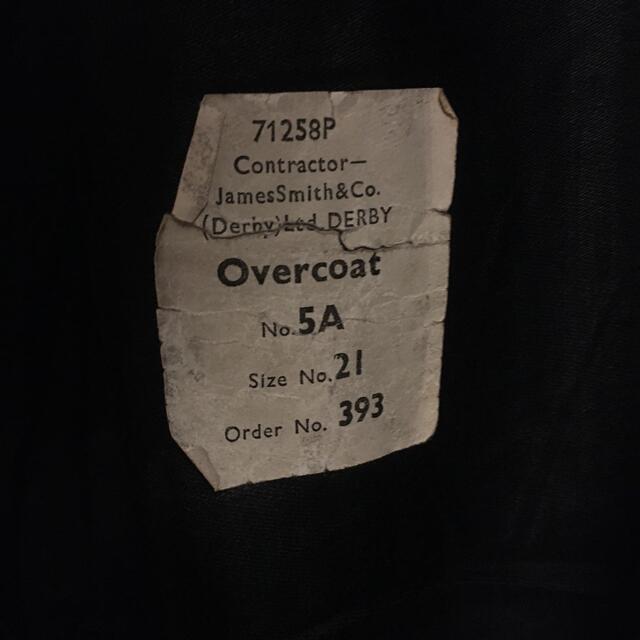 71258P
Contractor—
JamesSmith&Co.
(Derby)Ltd DERBY
Overcoat
No. 5A
Size No. 21
Order No. 393